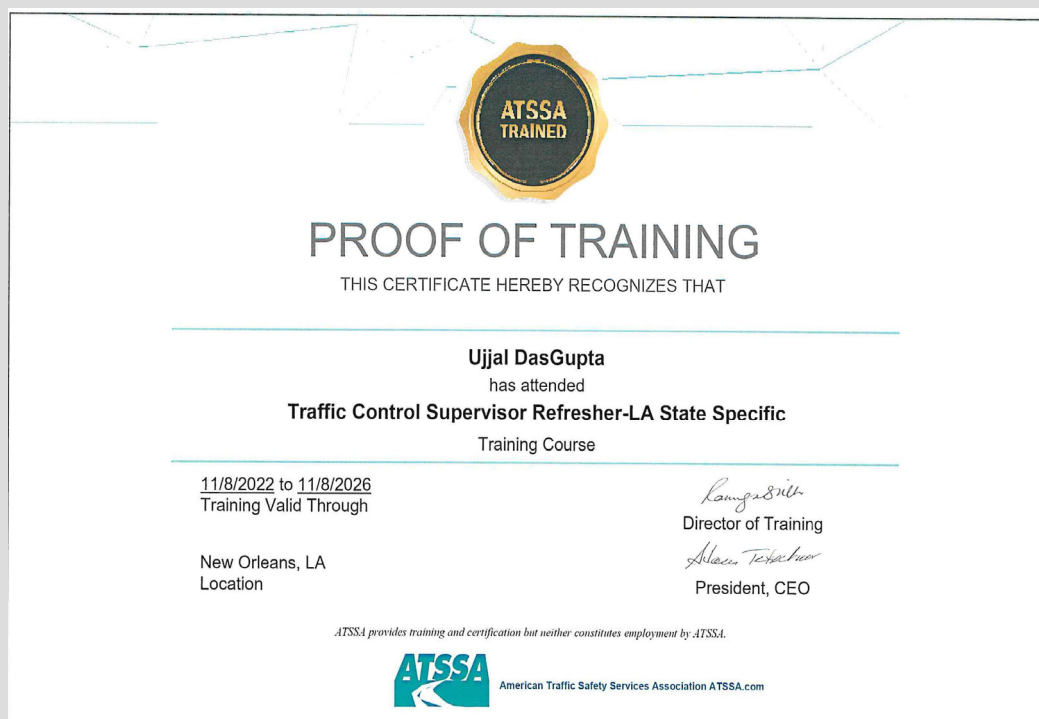 ATSSA
TRAINED
PROOF OF TRAINING
THIS CERTIFICATE HEREBY RECOGNIZES THAT
Ujjal DasGupta
has attended
Traffic Control Supervisor Refresher-LA State Specific
Training Course
11/8/2022 to 11/8/2026
Training Valid Through
Director of Training
New Orleans, LA
Location
President, CEO
ATSSA provides training and certification but neither constitutes employment by ATSSA.
ATSSA
American Traffic Safety Services Association ATSSA.com